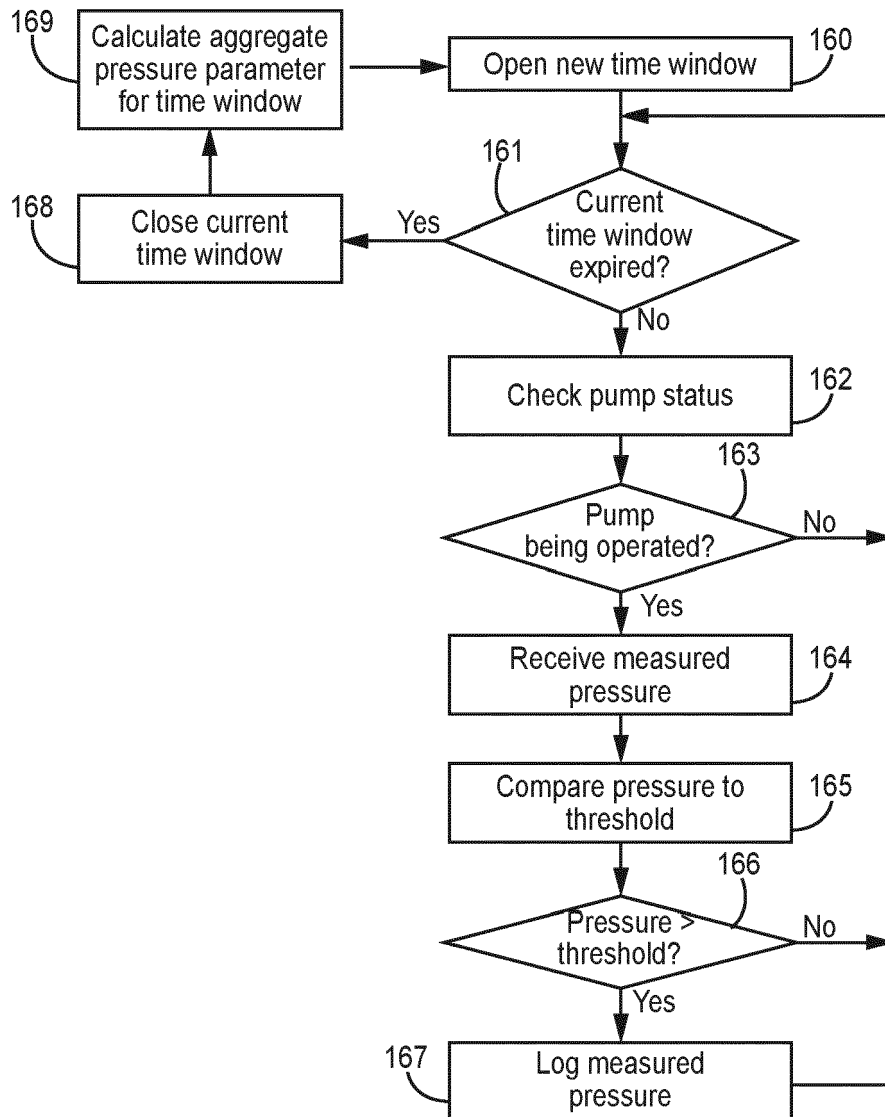 169
Calculate aggregate
pressure parameter
for time window
Open new time window
160
161
168
Close current
time window
Yes
Current
time window
expired?
No
Check pump status
162
163
Pump
being operated?
No
Yes
Receive measured
pressure
164
Compare pressure to
threshold
165
166
Pressure >
threshold?
No
Yes
167
Log measured
pressure